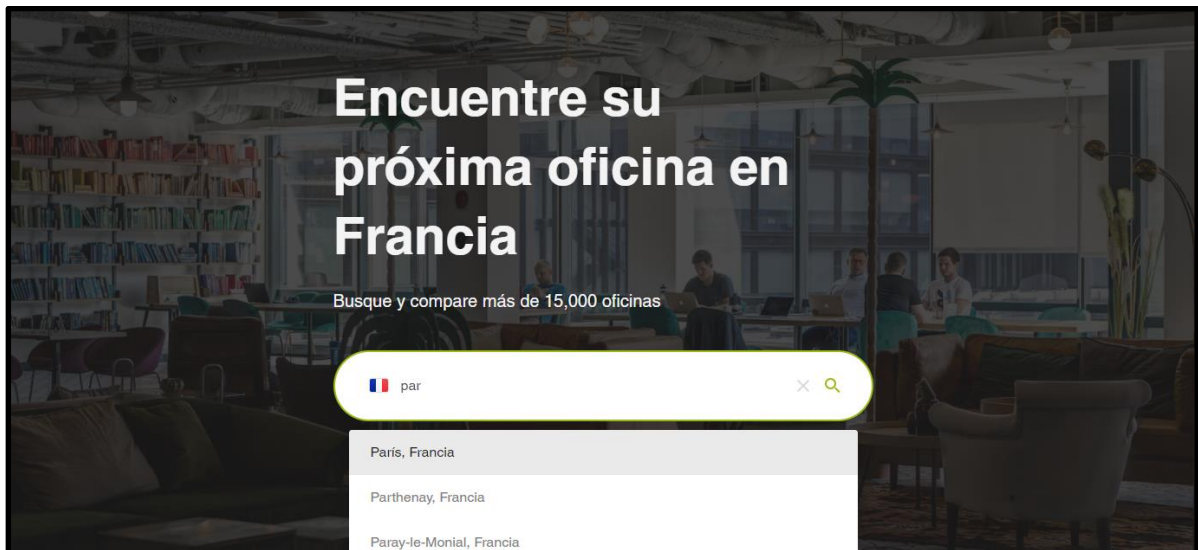 Encuentre su
próxima oficina en
Francia
Busque y compare más de 15,000 oficinas
par
París, Francia
Parthenay, Francia
Paray-le-Monial, Francia